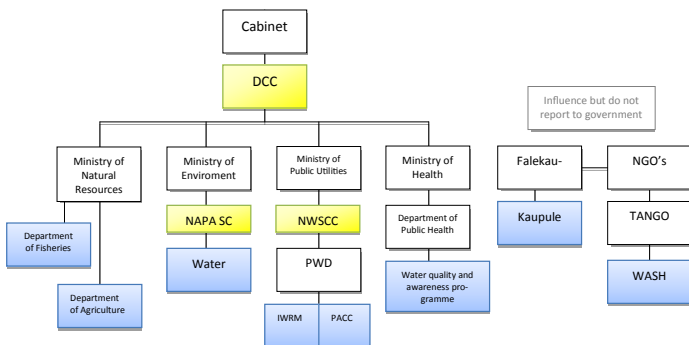 Cabinet
DCC
Influence but do not
report to government
Ministry of
Natural
Resources
Ministry of
Enviroment
Ministry of
Public Utilities
Ministry of
Health
Falekau-
NGO's
Department
of Fisheries
NAPA SC
NWSCC
Department of
Public Health
Kaupule
TANGO
Water
PWD
Water quality and
awareness pro-
gramme
WASH
Department
of Agriculture
IWRM
PACC